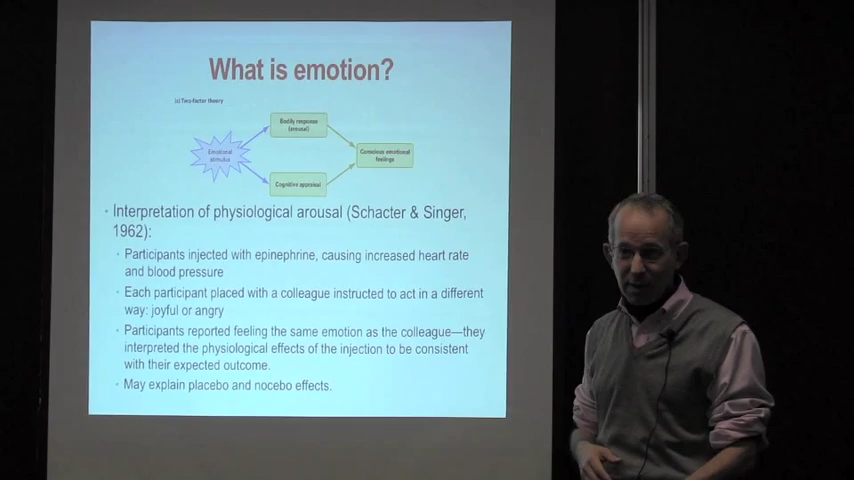 What is emotion?
(c) Two-factor theory
Bodily response
(arousal)
Emotional
stimulus
Conscious emotional
feelings
Cognitive appraisal
• Interpretation of physiological arousal (Schacter & Singer,
1962):
• Participants injected with epinephrine, causing increased heart rate
and blood pressure
• Each participant placed with a colleague instructed to act in a different
way: joyful or angry
• Participants reported feeling the same emotion as the colleague—they
interpreted the physiological effects of the injection to be consistent
with their expected outcome.
• May explain placebo and nocebo effects.